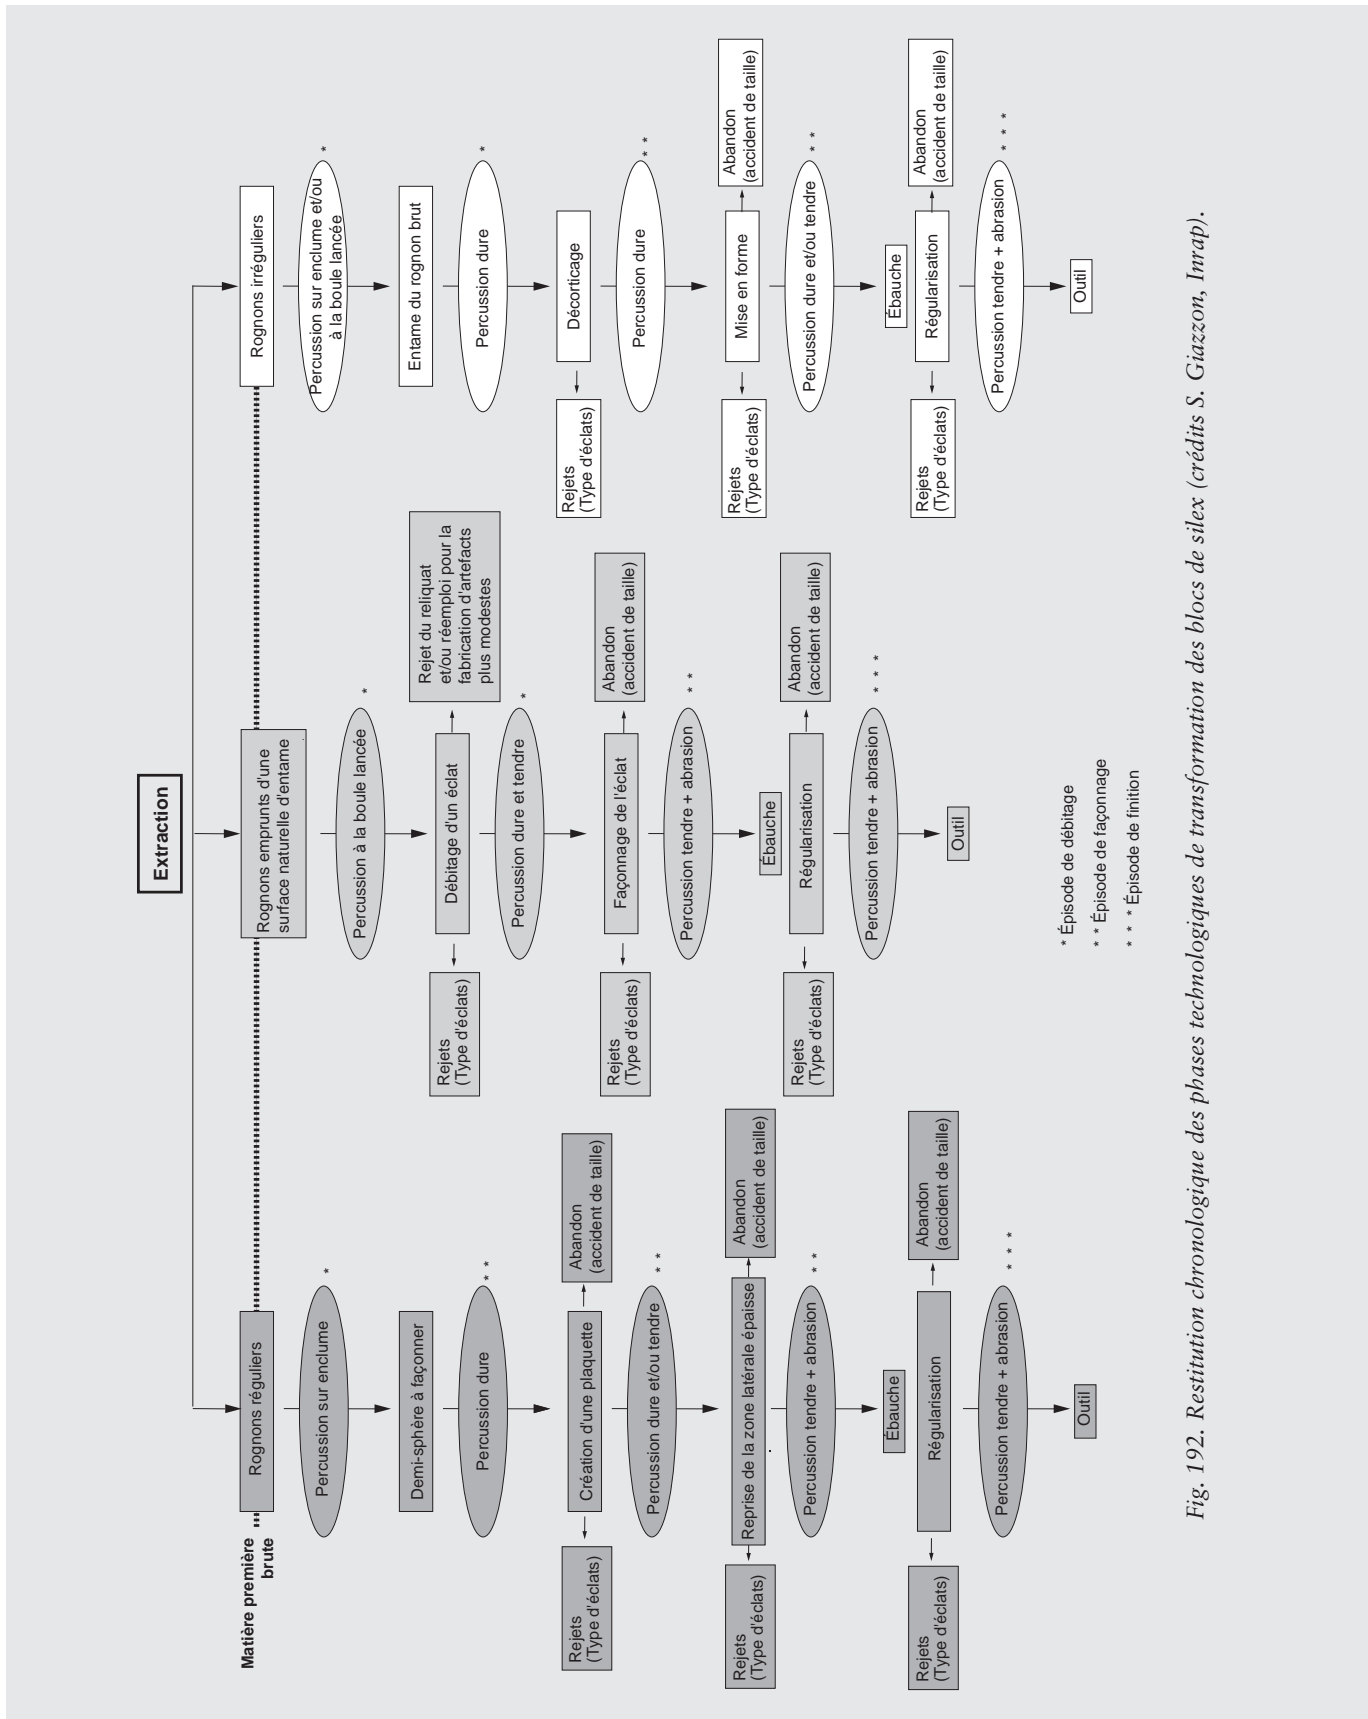 Extraction
Matière première
brute
Rognons réguliers
Percussion sur enclume
*
Demi-sphère à façonner
Percussion dure
* *
Création d'une plaquette
Rejets
(Type d'éclats)
Abandon
(accident de taille)
Percussion dure et/ou tendre
* *
Reprise de la zone latérale épaisse
Rejets
(Type d'éclats)
Abandon
(accident de taille)
Percussion tendre + abrasion
* *
Ébauche
Régularisation
Rejets
(Type d'éclats)
Abandon
(accident de taille)
Percussion tendre + abrasion
* * *
Outil
Rognons emprunts d'une
surface naturelle d'entame
Percussion à la boule lancée
*
Débitage d'un éclat
Rejets
(Type d'éclats)
Rejet du reliquat
et/ou réemploi pour la
fabrication d'artefacts
plus modestes
Percussion dure et tendre
*
Façonnage de l'éclat
Rejets
(Type d'éclats)
Abandon
(accident de taille)
Percussion tendre + abrasion
* *
Ébauche
Régularisation
Rejets
(Type d'éclats)
Abandon
(accident de taille)
Percussion tendre + abrasion
* * *
Outil
Rognons irréguliers
Percussion sur enclume et/ou
à la boule lancée
*
Entame du rognon brut
Percussion dure
*
Décorticage
Rejets
(Type d'éclats)
Percussion dure
* *
Mise en forme
Rejets
(Type d'éclats)
Abandon
(accident de taille)
Percussion dure et/ou tendre
* *
Ébauche
Régularisation
Rejets
(Type d'éclats)
Abandon
(accident de taille)
Percussion tendre + abrasion
* * *
Outil
* Épisode de débitage
* * Épisode de façonnage
* * * Épisode de finition
Fig. 192. Restitution chronologique des phases technologiques de transformation des blocs de silex (crédits S. Giazzon, Inrap).